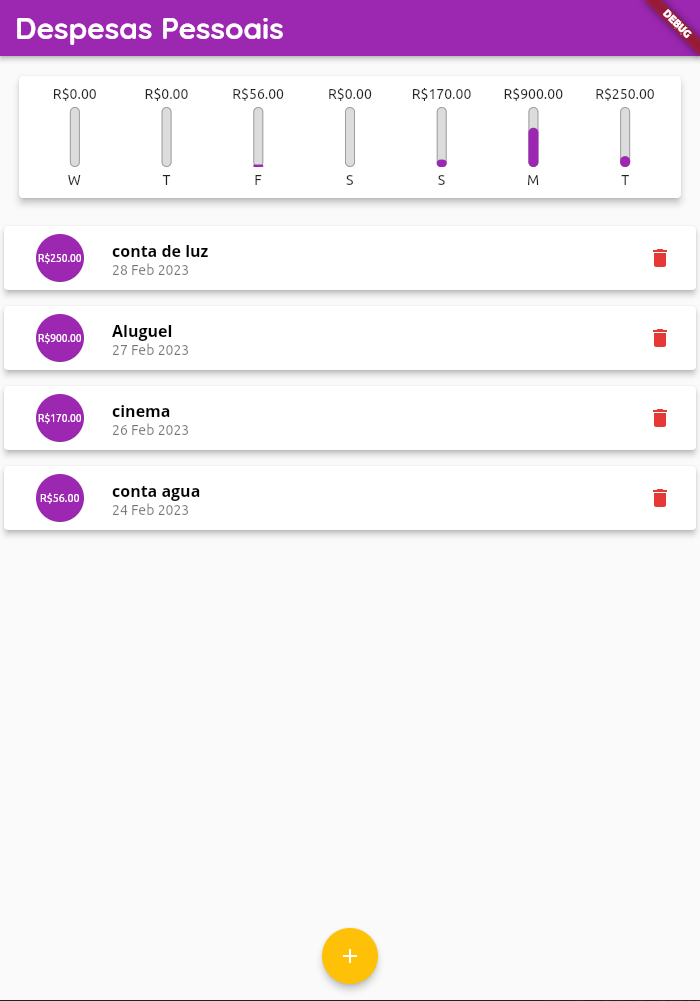 Despesas Pessoais
DEBUG
R$0.00 R$0.00 R$56.00 R$0.00 R$170.00 R$900.00 R$250.00
W T F S S M T
R$250.00
conta de luz
28 Feb 2023
R$900.00
Aluguel
27 Feb 2023
R$170.00
cinema
26 Feb 2023
R$56.00
conta agua
24 Feb 2023
+